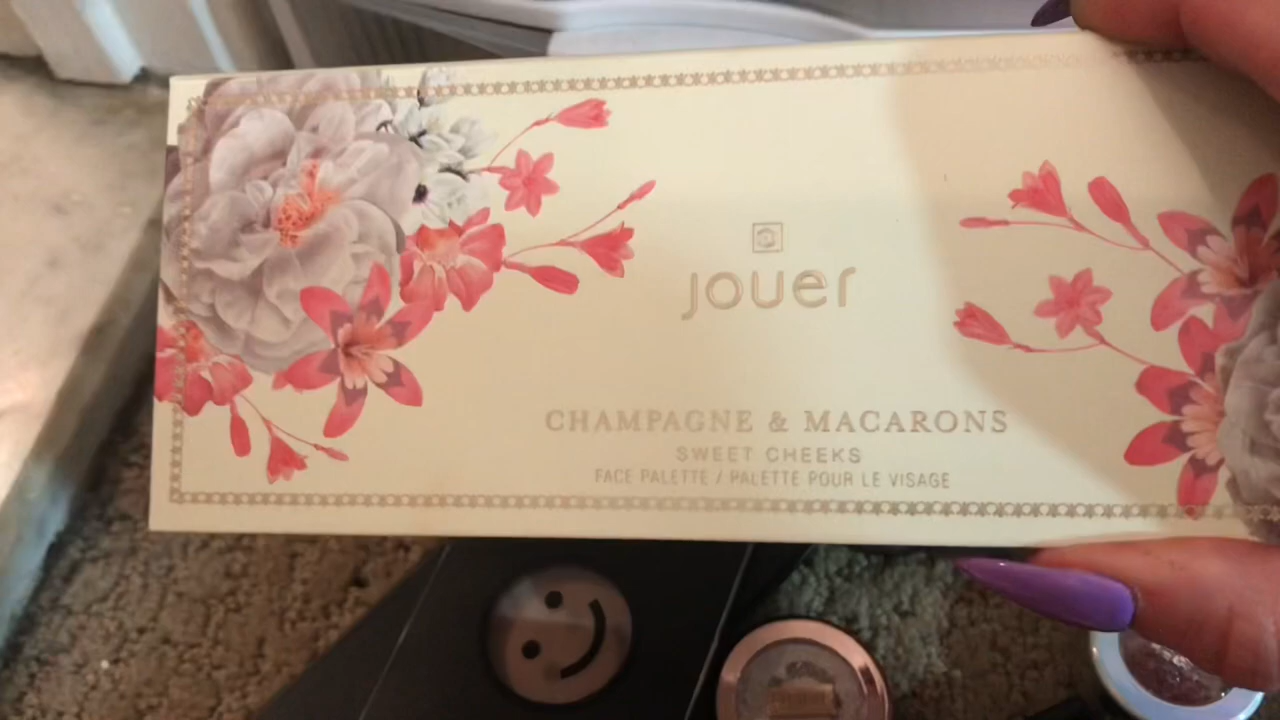 jouer
CHAMPAGNE & MACARONS
SWEET CHEEKS
FACE PALETTE / PALETTE POUR LE VISAGE